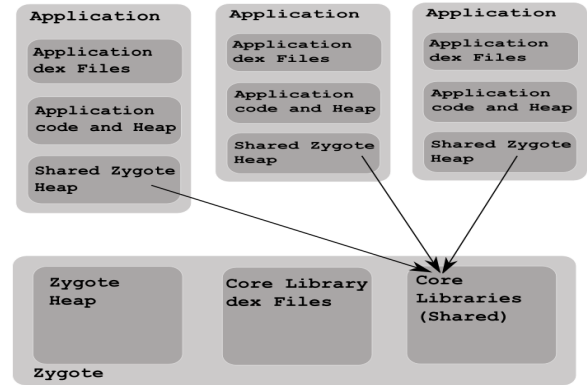 Application
Application
dex Files
Application
code and Heap
Shared Zygote
Heap
Application
Application
dex Files
Application
code and Heap
Shared Zygote
Heap
Application
Application
dex Files
Application
code and Heap
Shared Zygote
Heap
Zygote
Heap
Core Library
dex Files
Core
Libraries
(Shared)
Zygote